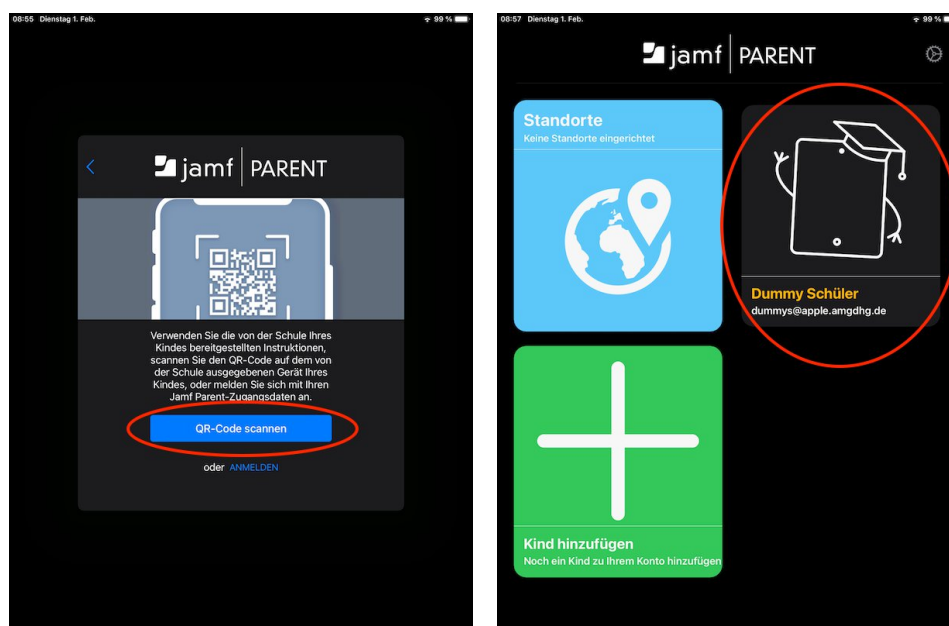 08:55 Dienstag 1. Feb.
99 %
jamf PARENT
Verwenden Sie die von der Schule Ihres
Kindes bereitgestellten Instruktionen,
scannen Sie den QR-Code auf dem von
der Schule ausgegebenen Gerät Ihres
Kindes, oder melden Sie sich mit Ihren
Jamf Parent-Zugangsdaten an.
QR-Code scannen
oder ANMELDEN
08:57 Dienstag 1. Feb.
99 %
jamf PARENT
Standorte
Keine Standorte eingerichtet
Dummy Schüler
dummys@apple.amgdhg.de
Kind hinzufügen
Noch ein Kind zu Ihrem Konto hinzufügen